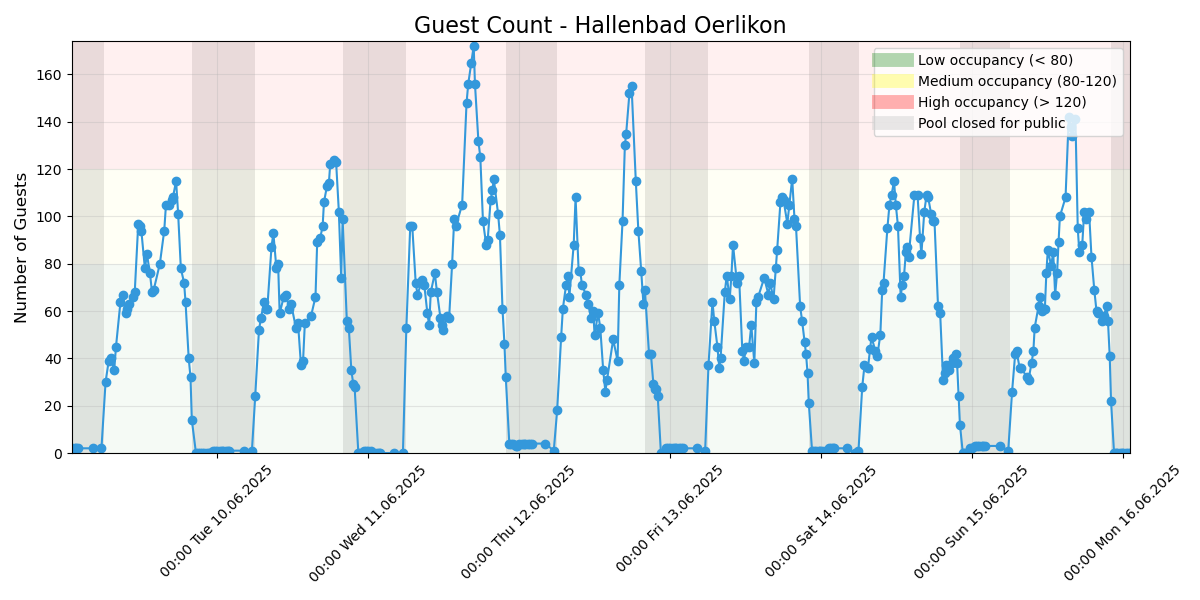 Guest Count - Hallenbad Oerlikon
Low occupancy (< 80)
Medium occupancy (80-120)
High occupancy (> 120)
Pool closed for public
Number of Guests
160
140
120
100
80
60
40
20
0
00:00 Tue 10.06.2025
00:00 Wed 11.06.2025
00:00 Thu 12.06.2025
00:00 Fri 13.06.2025
00:00 Sat 14.06.2025
00:00 Sun 15.06.2025
00:00 Mon 16.06.2025